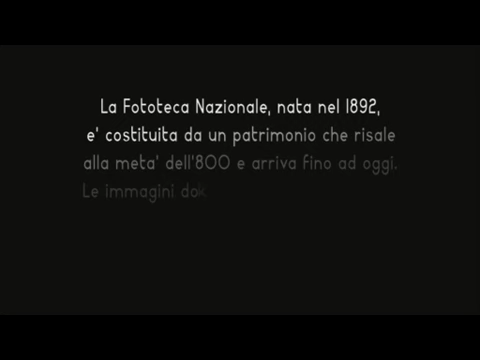 La Fototeca Nazionale, nata nel 1892,
e' costituita da un patrimonio che risale
alla meta' dell'800 e arriva fino ad oggi.
Le immagini